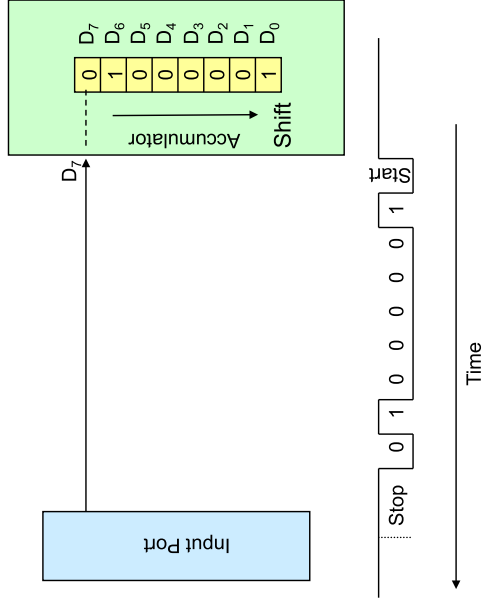 D₇ D₆ D₅ D₄ D₃ D₂ D₁ D₀
0 1 0 0 0 0 0 1
Accumulator
Shift
D₇
Input Port
Start
1
0
0
0
0
0
1
0
Stop
Time